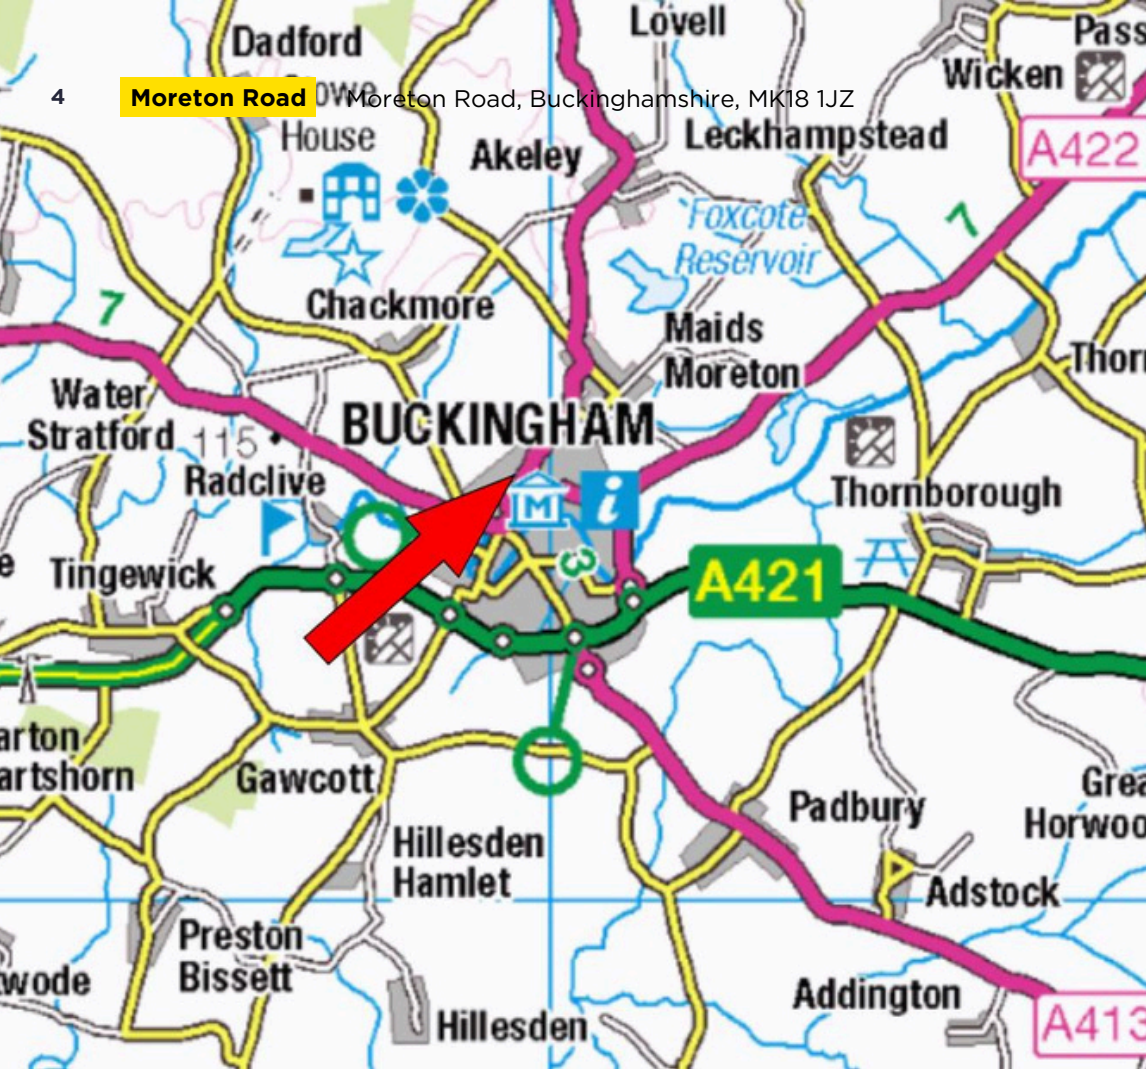 Lovell
Dadford
Pass
Wicken
4
Moreton Road
Moreton Road, Buckinghamshire, MK18 1JZ
House
Leckhampstead
A422
Akeley
7
Foxcote
Reservoir
Chackmore
7
Maids
Moreton
Thorn
Water
Stratford
115
BUCKINGHAM
Radclive
M
i
Thornborough
3
Tingewick
A421
e
arton
artshorn
Gawcott
Padbury
Grea
Horwoo
Hillesden
Hamlet
Adstock
Preston
Bissett
wode
Addington
Hillesden
A413